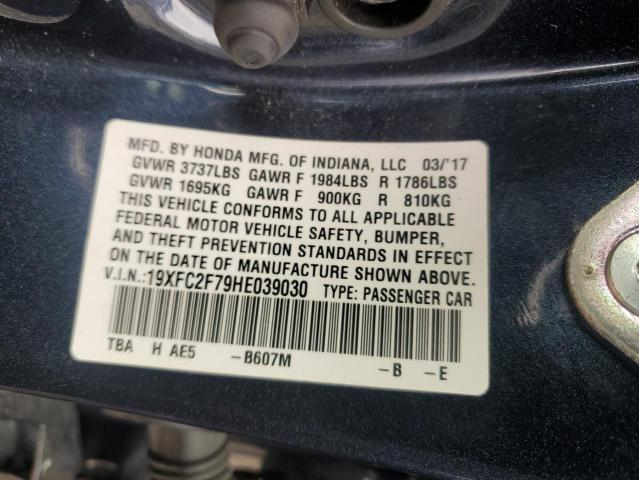 MFD. BY HONDA MFG. OF INDIANA, LLC 03/'17
GVWR 3737LBS GAWR F 1984LBS R 1786LBS
GVWR 1695KG GAWR F 900KG R 810KG
THIS VEHICLE CONFORMS TO ALL APPLICABLE
FEDERAL MOTOR VEHICLE SAFETY, BUMPER,
AND THEFT PREVENTION STANDARDS IN EFFECT
ON THE DATE OF MANUFACTURE SHOWN ABOVE.
V.I.N.:19XFC2F79HE039030 TYPE: PASSENGER CAR
TBA H AE5 -B607M -B -E